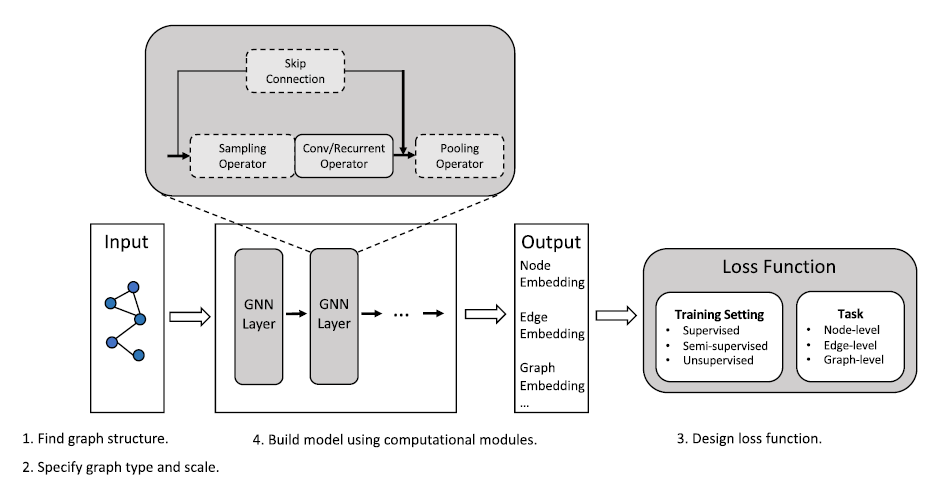 Skip
Connection
Sampling
Operator
Conv/Recurrent
Operator
Pooling
Operator
Input
GNN
Layer
GNN
Layer
...
Output
Node
Embedding
Edge
Embedding
Graph
Embedding
...
Loss Function
Training Setting
• Supervised
• Semi-supervised
• Unsupervised
Task
• Node-level
• Edge-level
• Graph-level
1. Find graph structure.
2. Specify graph type and scale.
4. Build model using computational modules.
3. Design loss function.